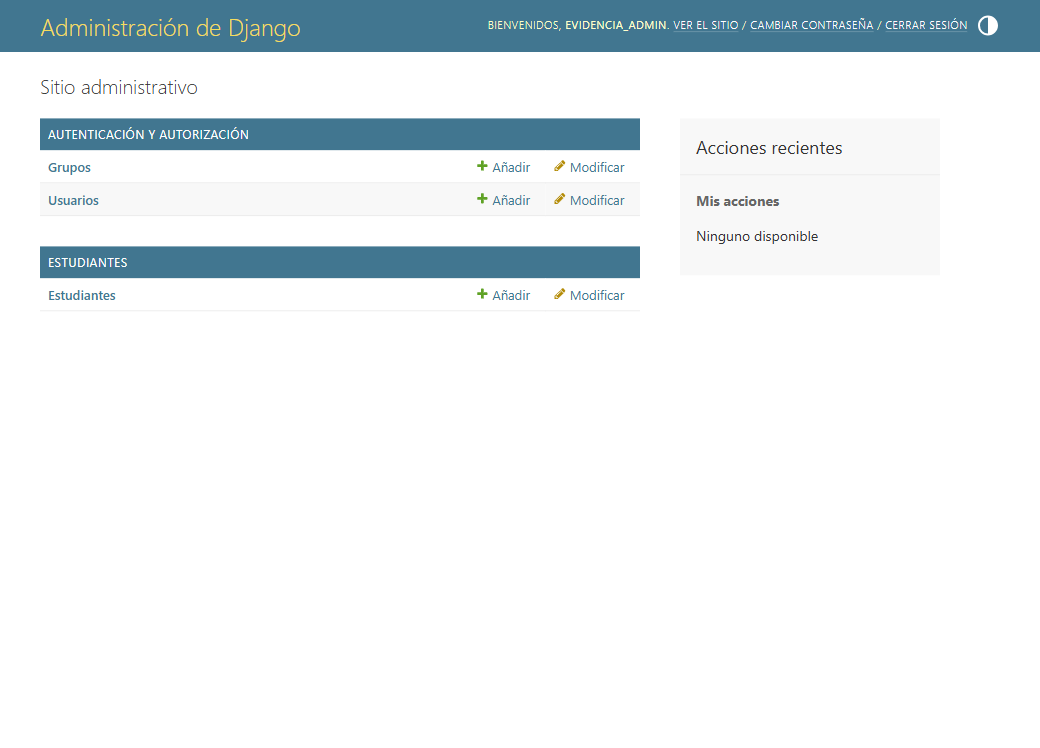 Administración de Django
BIENVENIDOS, EVIDENCIA_ADMIN. VER EL SITIO / CAMBIAR CONTRASEÑA / CERRAR SESIÓN
Sitio administrativo
AUTENTICACIÓN Y AUTORIZACIÓN
Grupos Añadir Modificar
Usuarios Añadir Modificar
ESTUDIANTES
Estudiantes Añadir Modificar
Acciones recientes
Mis acciones
Ninguno disponible